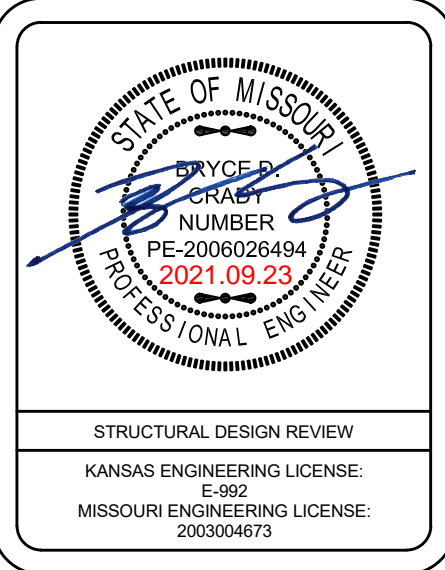 STATE OF MISSOURI
BRYCE D.
CRADY
NUMBER
PE-2006026494
2021.09.23
PROFESSIONAL ENGINEER
STRUCTURAL DESIGN REVIEW
KANSAS ENGINEERING LICENSE:
E-992
MISSOURI ENGINEERING LICENSE:
2003004673